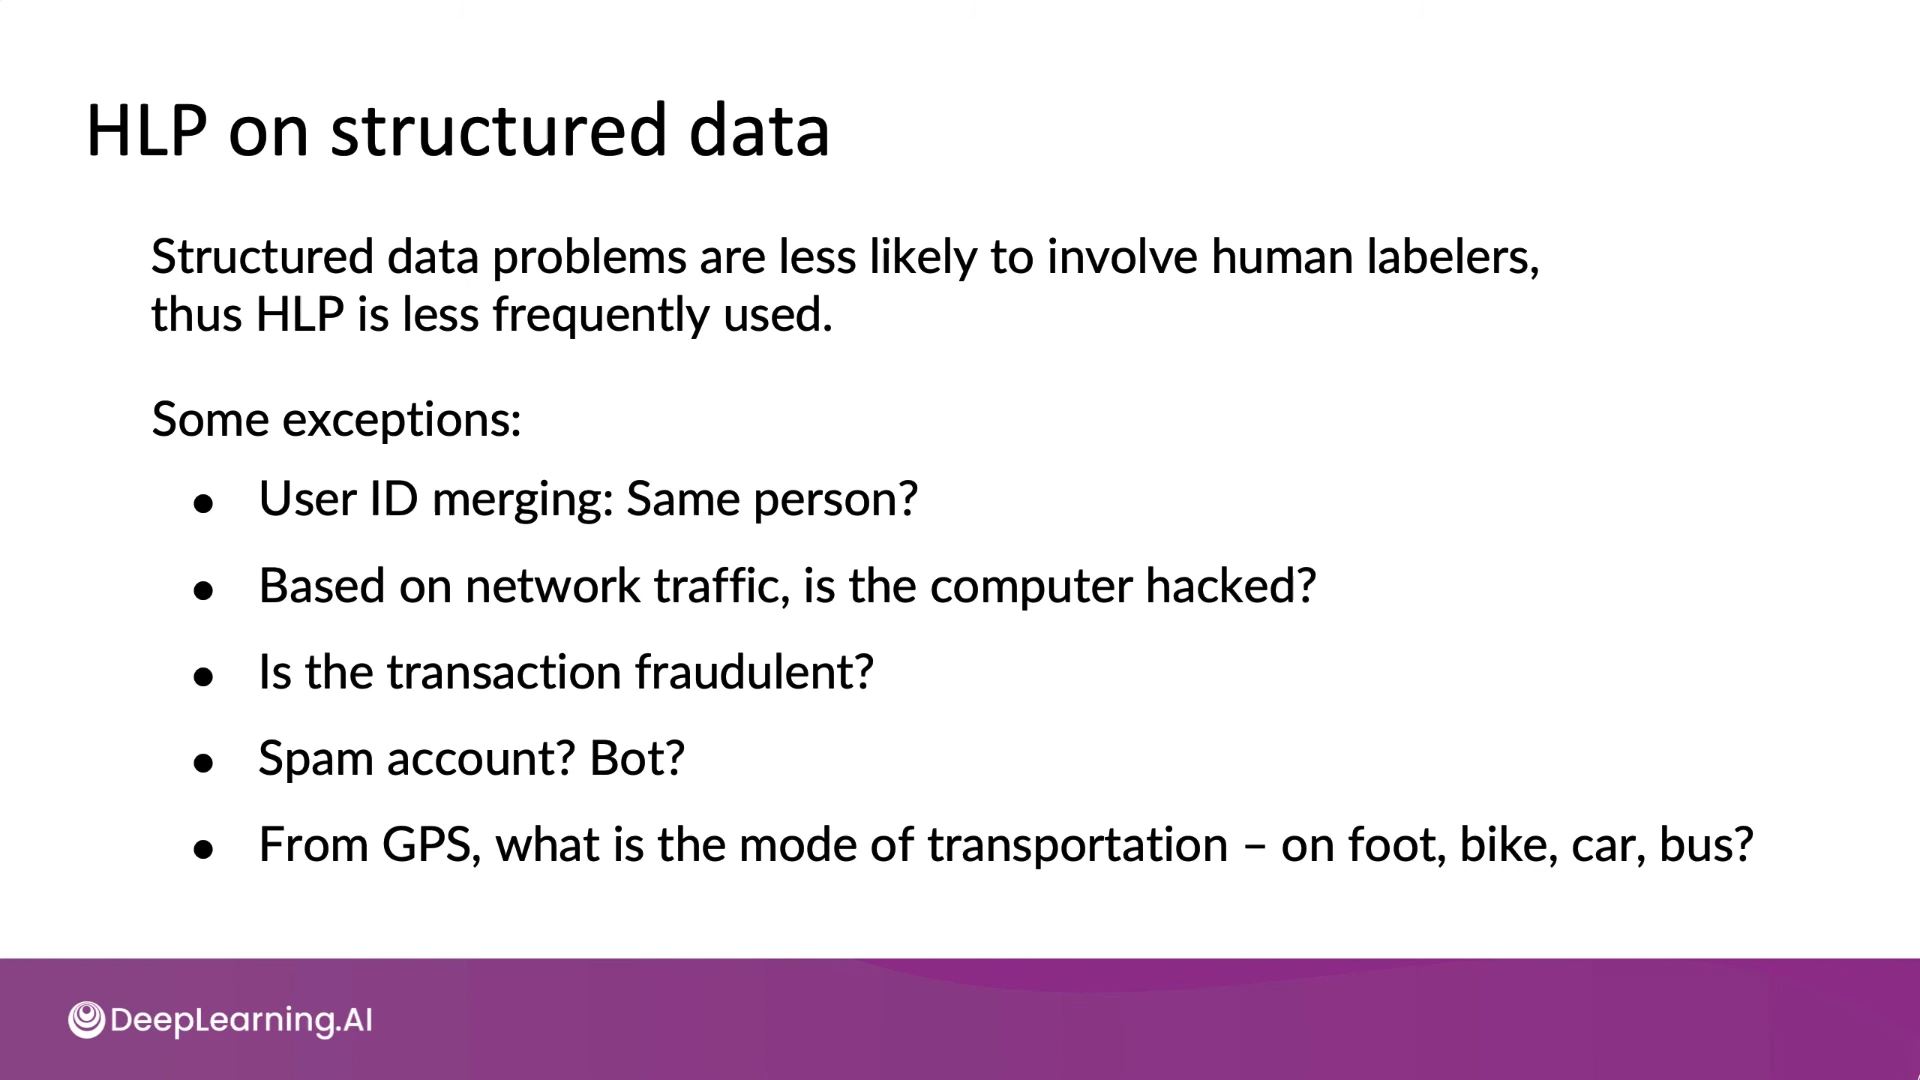 HLP on structured data
Structured data problems are less likely to involve human labelers,
thus HLP is less frequently used.
Some exceptions:
● User ID merging: Same person?
● Based on network traffic, is the computer hacked?
● Is the transaction fraudulent?
● Spam account? Bot?
● From GPS, what is the mode of transportation – on foot, bike, car, bus?
DeepLearning.AI